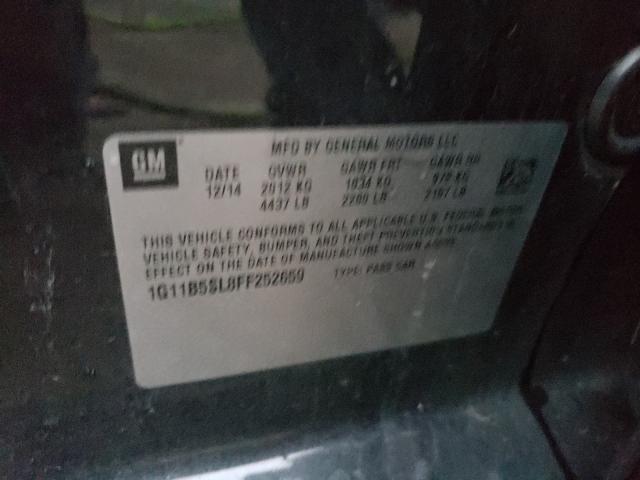 GM
MFD BY GENERAL MOTORS LLC
DATE GVWR GAWR FRT GAWR RR
12/14 2012 KG 1034 KG 978 KG
4437 LB 2280 LB 2157 LB
THIS VEHICLE CONFORMS TO ALL APPLICABLE U.S. FEDERAL MOTOR
VEHICLE SAFETY, BUMPER, AND THEFT PREVENTION STANDARDS IN
EFFECT ON THE DATE OF MANUFACTURE SHOWN ABOVE.
1G11B5SL8FF252659 TYPE: PASS CAR